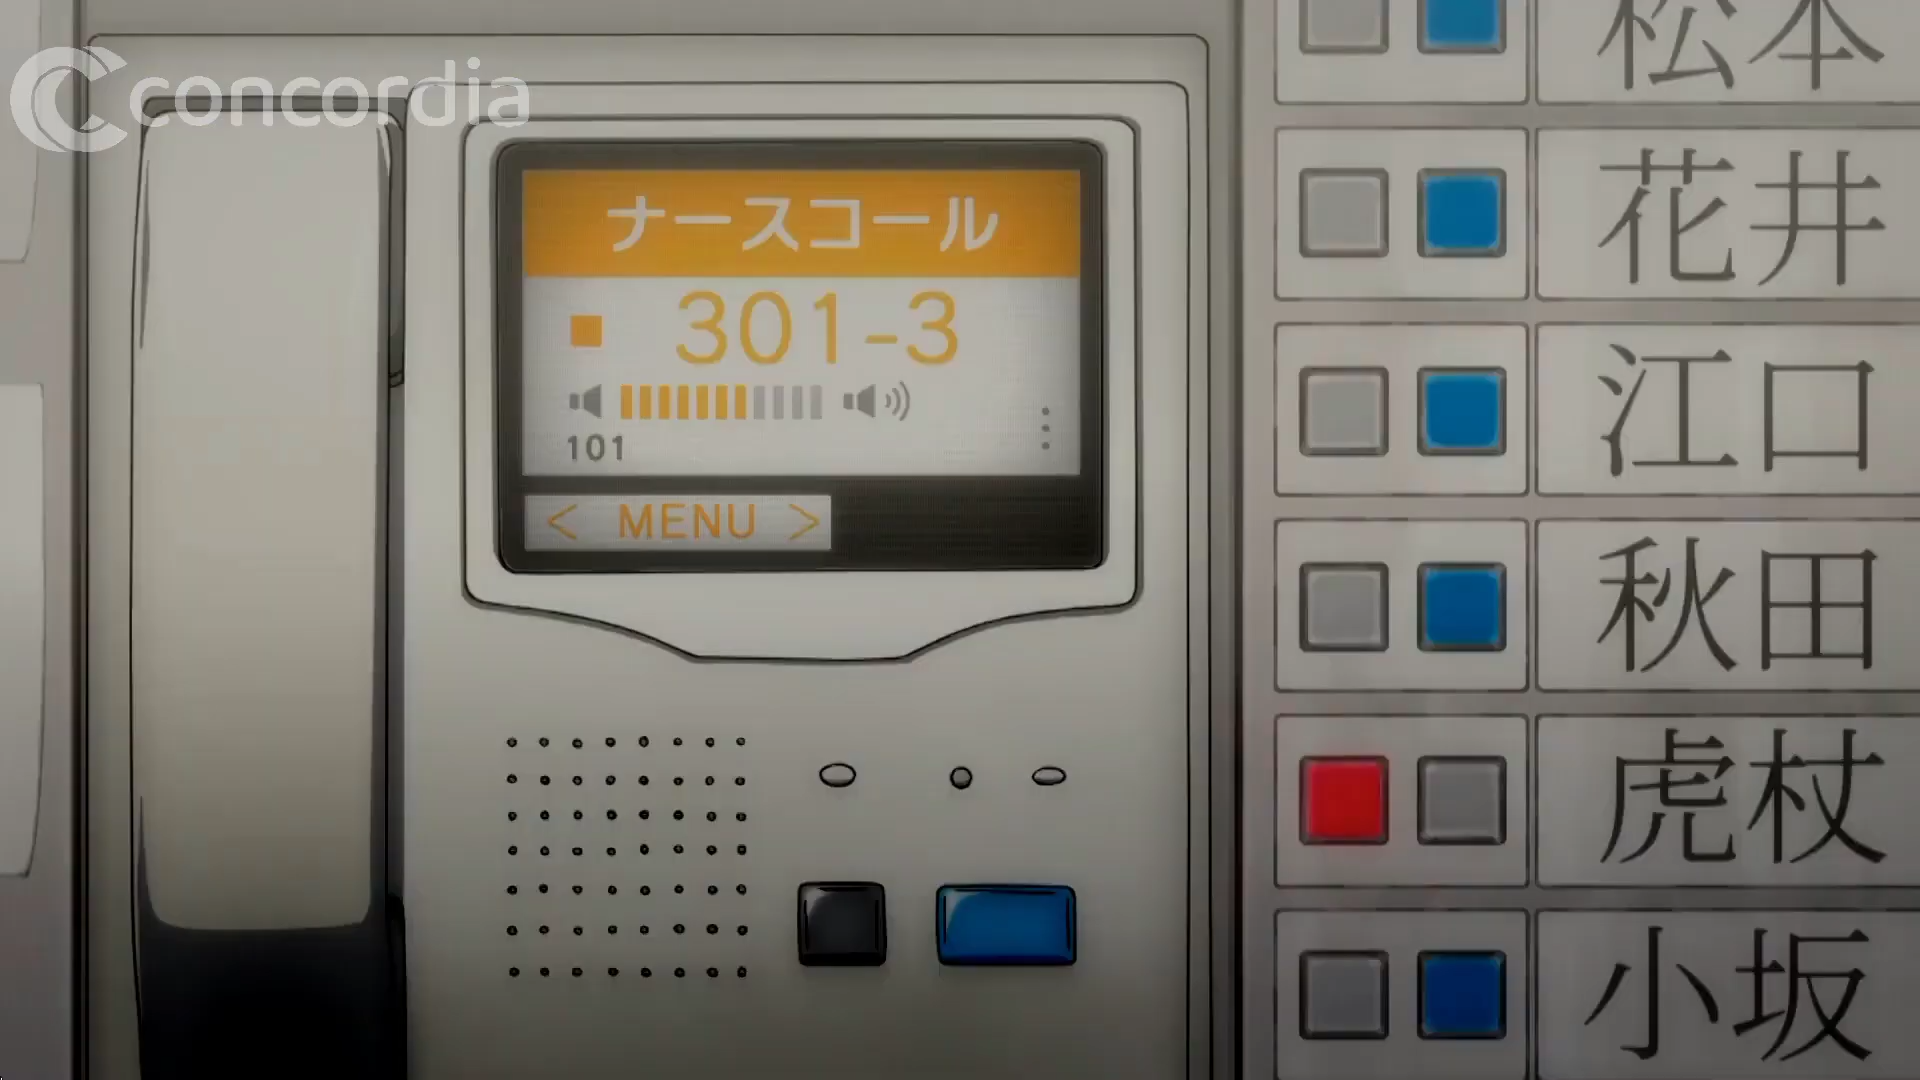 concordia
ナースコール
301-3
101
< MENU >
松本
花井
江口
秋田
虎杖
小坂